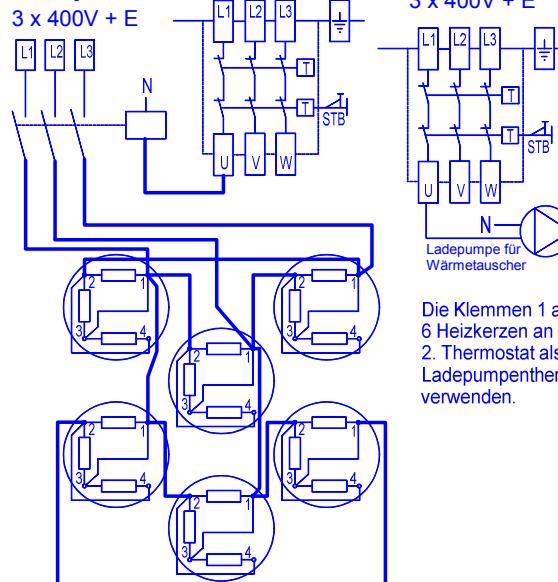 3 x 400V + E
L1 L2 L3
N
L1 L2 L3
T
T
STB
U V W
3 x 400V + E
L1 L2 L3
T
T
STB
U V W
N
Ladepumpe für
Wärmetauscher
Die Klemmen 1 a
6 Heizkerzen an
2. Thermostat als
Ladepumpenther
verwenden.
2 1
3 4
2 1
3 4
2 1
3 4
2 1
3 4
2 1
3 4
2 1
3 4